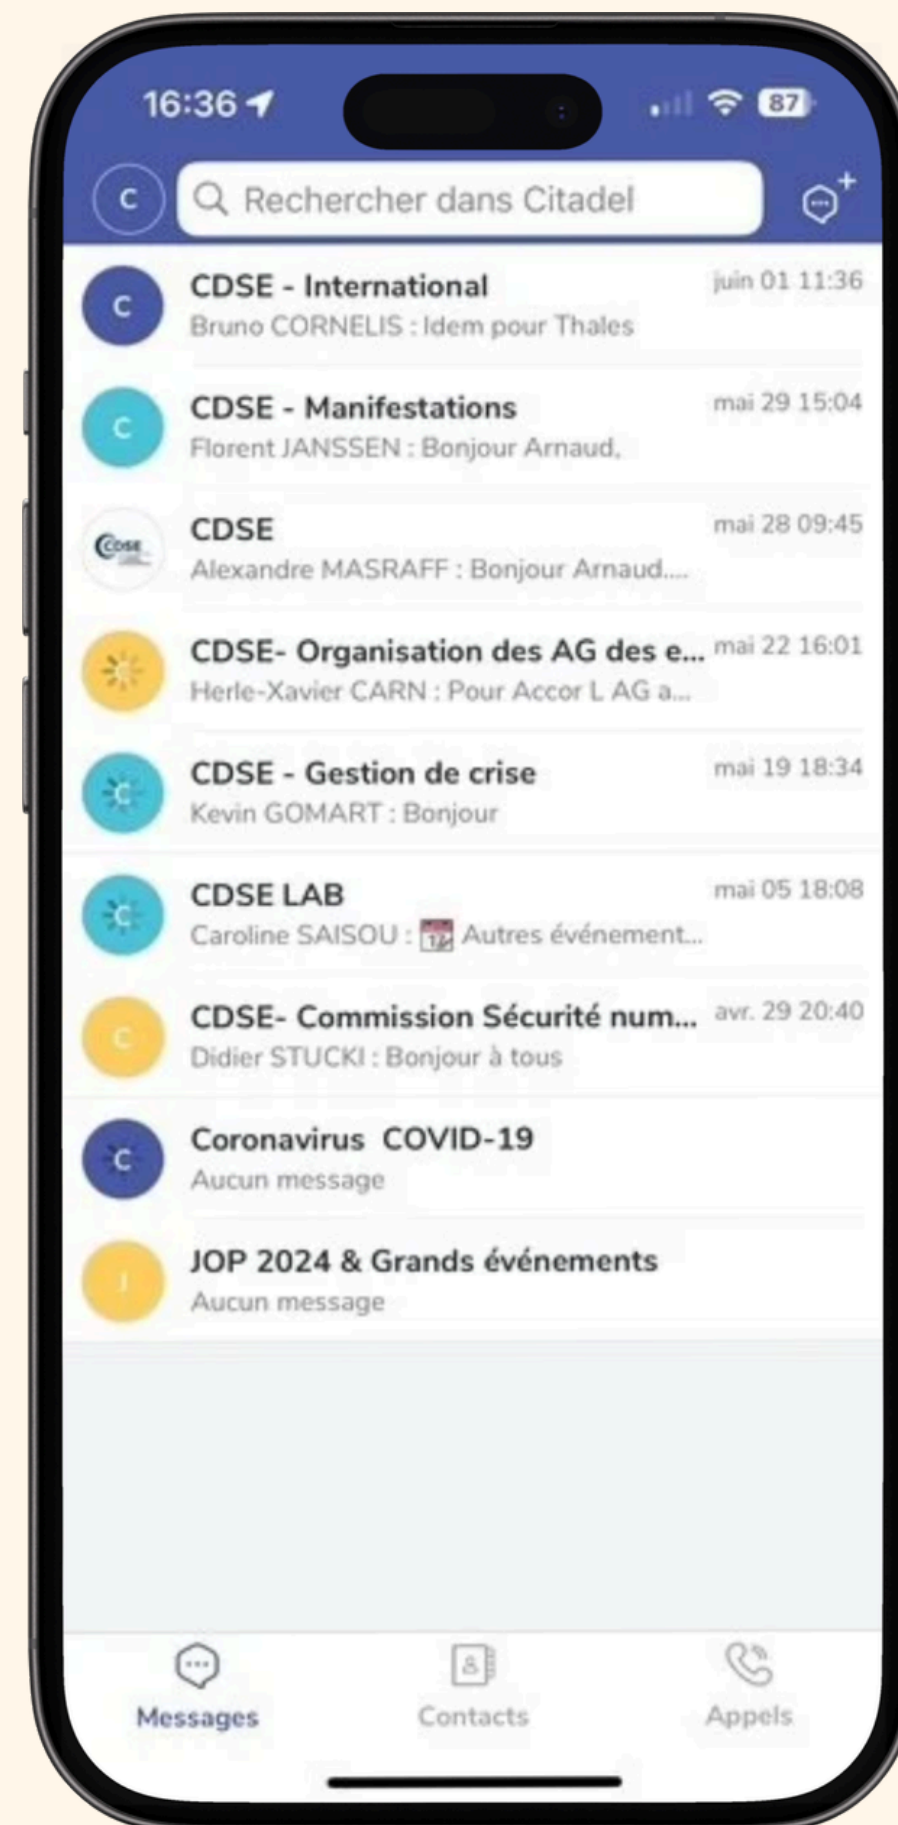 16:36
87
C
Rechercher dans Citadel
C
CDSE - International
juin 01 11:36
Bruno CORNELIS : Idem pour Thales
C
CDSE - Manifestations
mai 29 15:04
Florent JANSSEN : Bonjour Arnaud,
CDSE
CDSE
mai 28 09:45
Alexandre MASRAFF : Bonjour Arnaud....
C
CDSE- Organisation des AG des e...
mai 22 16:01
Herle-Xavier CARN : Pour Accor L AG a...
C
CDSE - Gestion de crise
mai 19 18:34
Kevin GOMART : Bonjour
C
CDSE LAB
mai 05 18:08
Caroline SAISOU : 📅 Autres événement...
C
CDSE- Commission Sécurité num...
avr. 29 20:40
Didier STUCKI : Bonjour à tous
C
Coronavirus COVID-19
Aucun message
J
JOP 2024 & Grands événements
Aucun message
Messages
Contacts
Appels